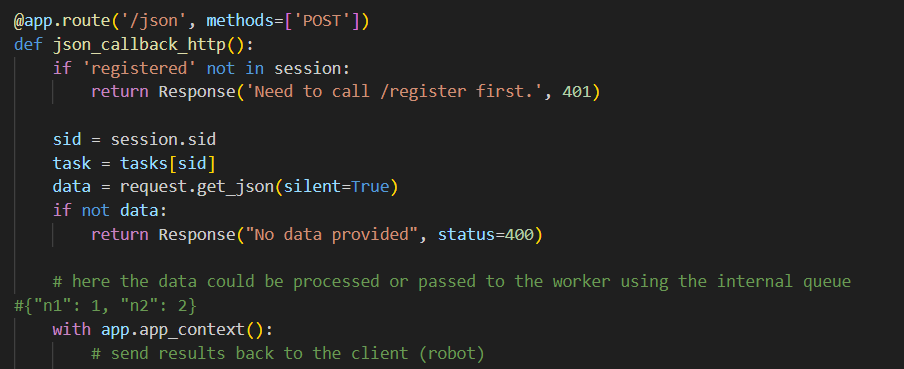 @app.route('/json', methods=['POST'])
def json_callback_http():
    if 'registered' not in session:
        return Response('Need to call /register first.', 401)

    sid = session.sid
    task = tasks[sid]
    data = request.get_json(silent=True)
    if not data:
        return Response("No data provided", status=400)

    # here the data could be processed or passed to the worker using the internal queue
#{"n1": 1, "n2": 2}
    with app.app_context():
        # send results back to the client (robot)